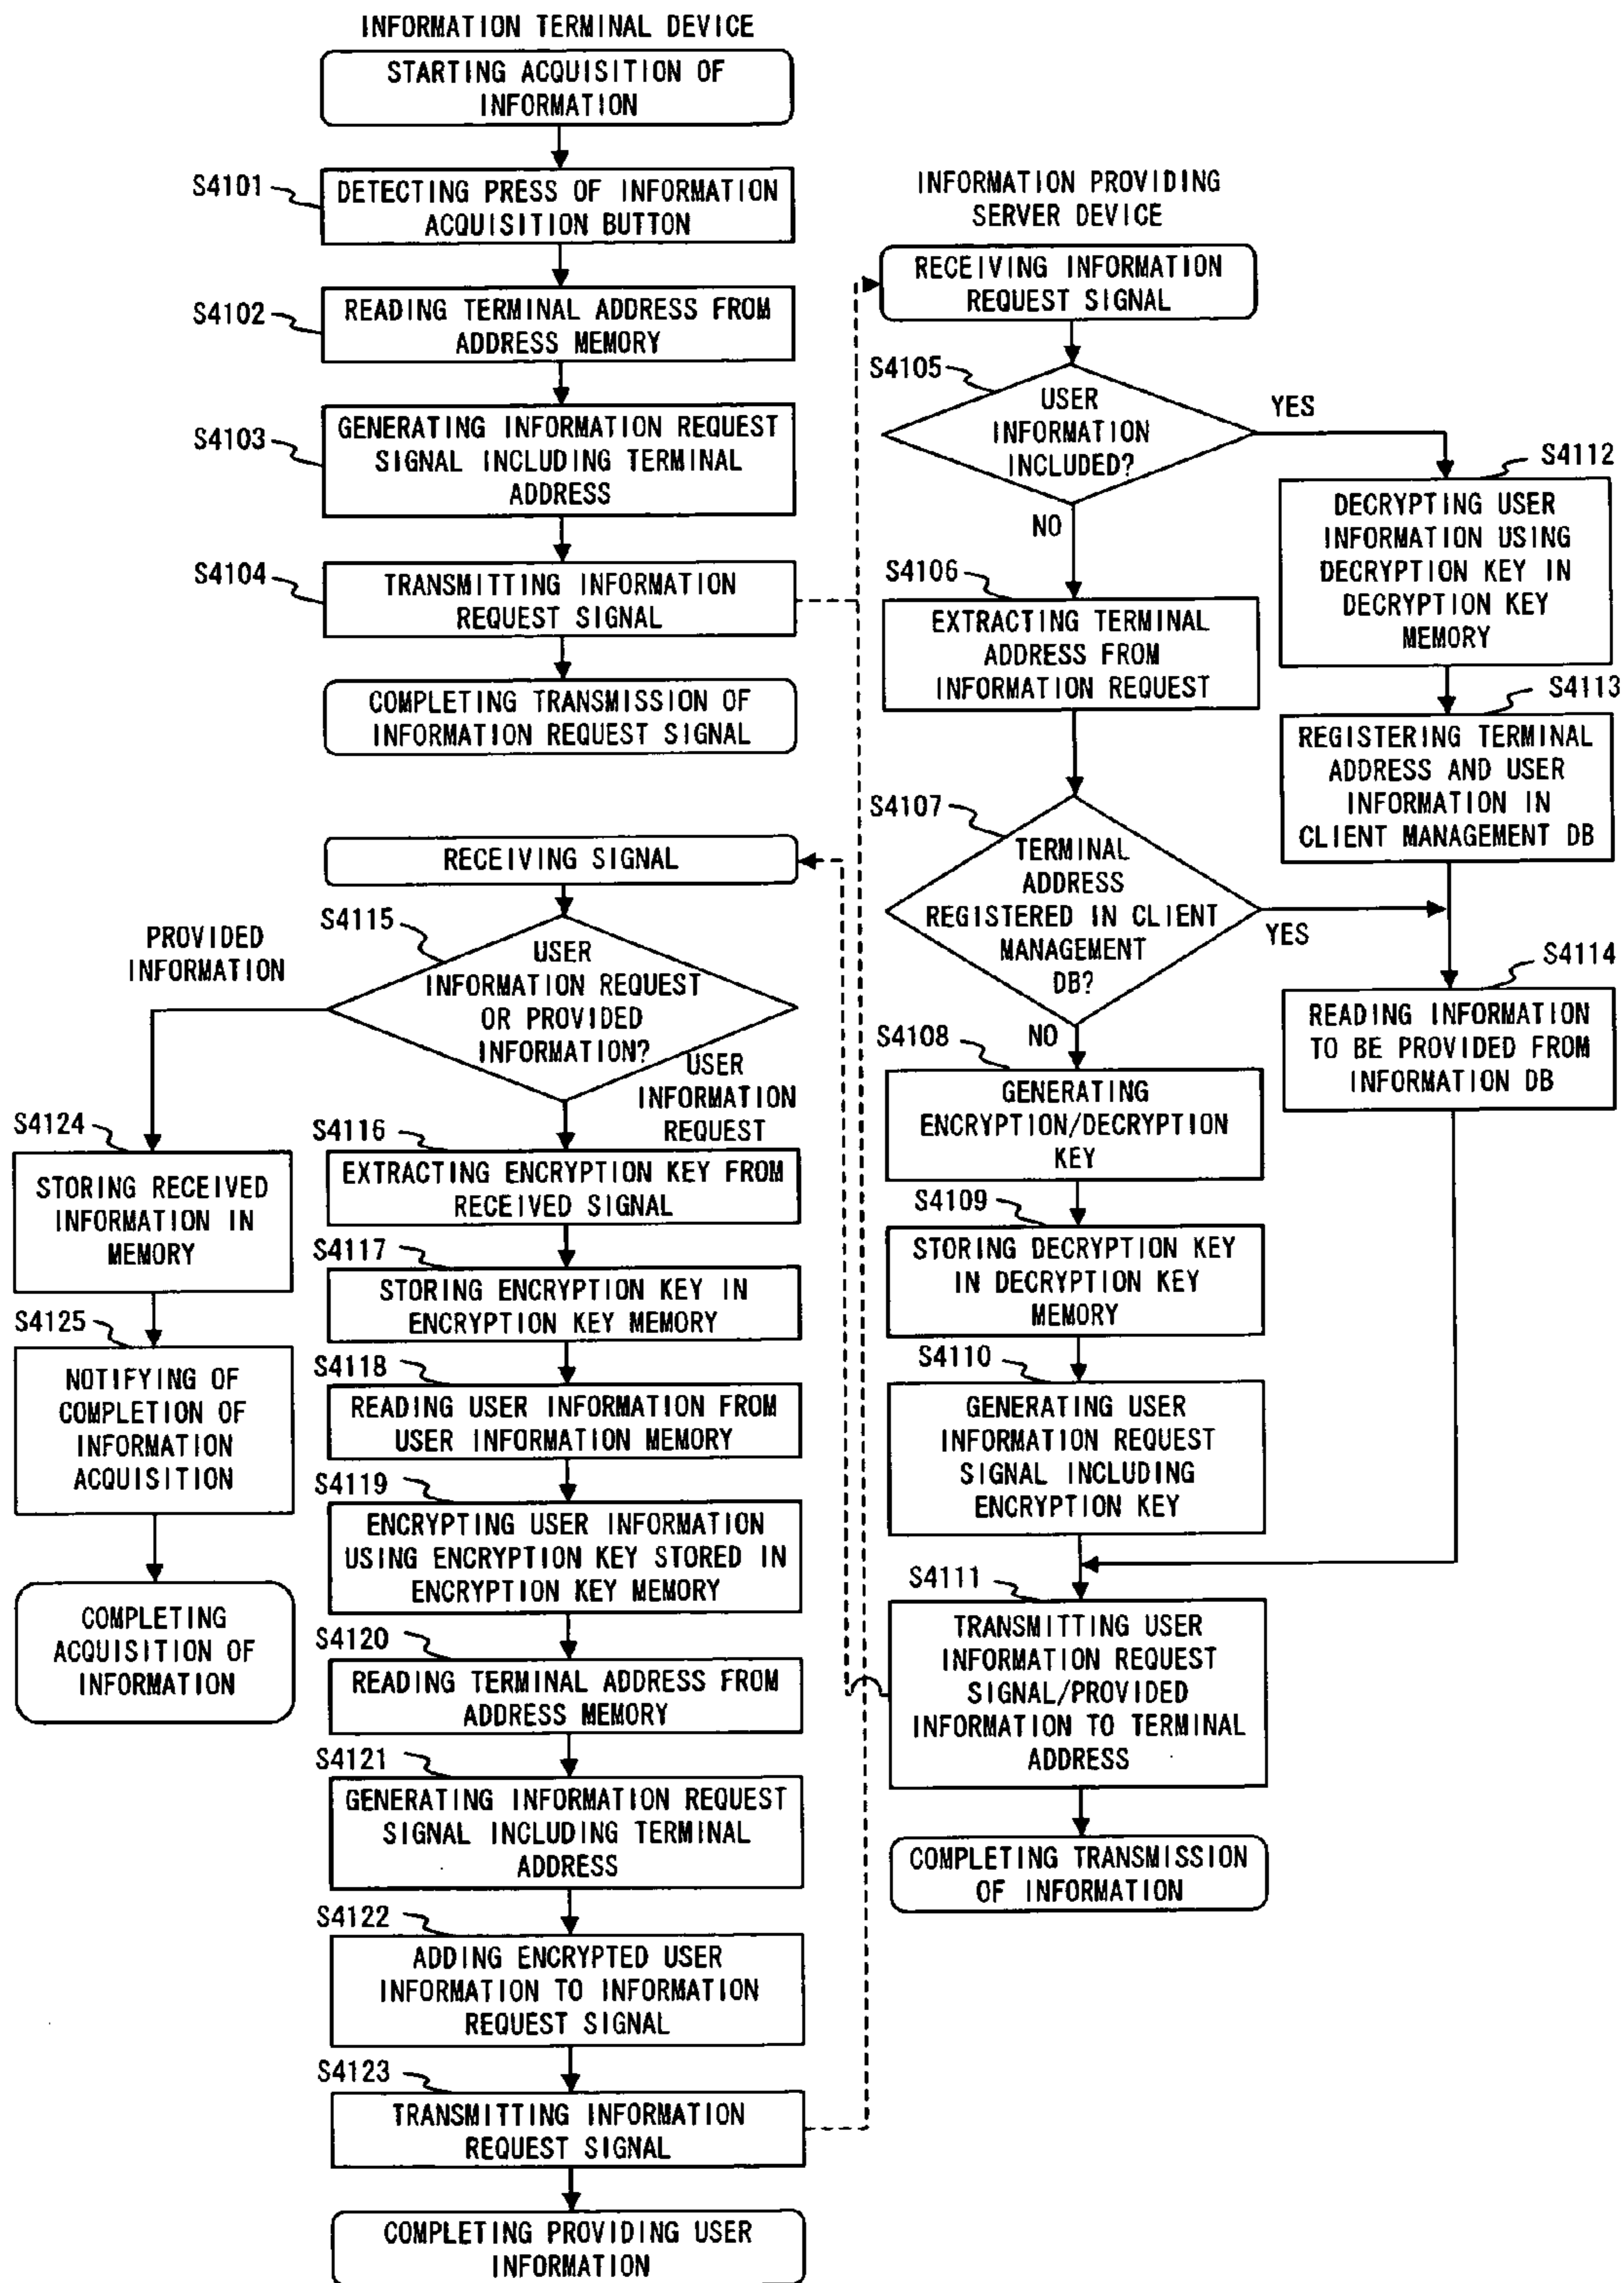 INFORMATION TERMINAL DEVICE
STARTING ACQUISITION OF
INFORMATION
S4101
DETECTING PRESS OF INFORMATION
ACQUISITION BUTTON
S4102
READING TERMINAL ADDRESS FROM
ADDRESS MEMORY
S4103
GENERATING INFORMATION REQUEST
SIGNAL INCLUDING TERMINAL
ADDRESS
S4104
TRANSMITTING INFORMATION
REQUEST SIGNAL
COMPLETING TRANSMISSION OF
INFORMATION REQUEST SIGNAL
RECEIVING SIGNAL
S4115
USER
INFORMATION REQUEST
OR PROVIDED
INFORMATION?
PROVIDED
INFORMATION
USER
INFORMATION
REQUEST
S4124
STORING RECEIVED
INFORMATION IN
MEMORY
S4125
NOTIFYING OF
COMPLETION OF
INFORMATION
ACQUISITION
COMPLETING
ACQUISITION OF
INFORMATION
S4116
EXTRACTING ENCRYPTION KEY FROM
RECEIVED SIGNAL
S4117
STORING ENCRYPTION KEY IN
ENCRYPTION KEY MEMORY
S4118
READING USER INFORMATION FROM
USER INFORMATION MEMORY
S4119
ENCRYPTING USER INFORMATION
USING ENCRYPTION KEY STORED IN
ENCRYPTION KEY MEMORY
S4120
READING TERMINAL ADDRESS FROM
ADDRESS MEMORY
S4121
GENERATING INFORMATION REQUEST
SIGNAL INCLUDING TERMINAL
ADDRESS
S4122
ADDING ENCRYPTED USER
INFORMATION TO INFORMATION
REQUEST SIGNAL
S4123
TRANSMITTING INFORMATION
REQUEST SIGNAL
COMPLETING PROVIDING USER
INFORMATION
INFORMATION PROVIDING
SERVER DEVICE
RECEIVING INFORMATION
REQUEST SIGNAL
S4105
USER
INFORMATION
INCLUDED?
YES
NO
S4106
EXTRACTING TERMINAL
ADDRESS FROM
INFORMATION REQUEST
S4107
TERMINAL
ADDRESS
REGISTERED IN CLIENT
MANAGEMENT
DB?
YES
NO
S4108
GENERATING
ENCRYPTION/DECRYPTION
KEY
S4109
STORING DECRYPTION KEY
IN DECRYPTION KEY
MEMORY
S4110
GENERATING USER
INFORMATION REQUEST
SIGNAL INCLUDING
ENCRYPTION KEY
S4111
TRANSMITTING USER
INFORMATION REQUEST
SIGNAL/PROVIDED
INFORMATION TO TERMINAL
ADDRESS
COMPLETING TRANSMISSION
OF INFORMATION
S4112
DECRYPTING USER
INFORMATION USING
DECRYPTION KEY IN
DECRYPTION KEY
MEMORY
S4113
REGISTERING TERMINAL
ADDRESS AND USER
INFORMATION IN
CLIENT MANAGEMENT DB
S4114
READING INFORMATION
TO BE PROVIDED FROM
INFORMATION DB